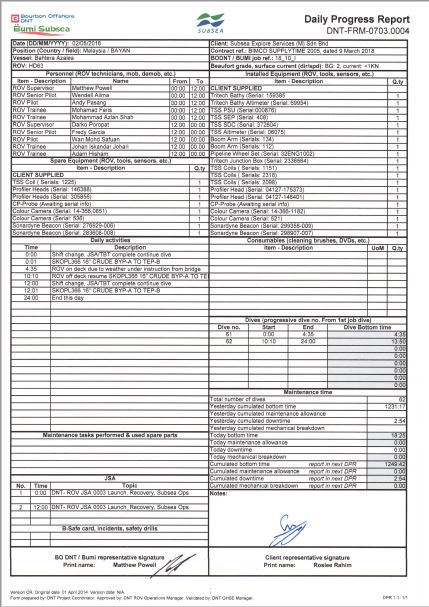 Bourbon Offshore
DNT
Bumi Subsea
SUBSEA
Daily Progress Report
DNT-FRM-0703.0004
Date (DD/MM/YYYY): 02/05/2018
Client: Subsea Explore Services (M) Sdn Bhd
Position (Country / field): Malaysia / BAYAN
Contract ref.: BIMCO SUPPLYTIME 2005, dated 9 March 2018
Vessel: Bahtera Azalea
BODNT / BUMI job ref.: 18_10_I
ROV: HD63
Beaufort grade, surface current (dirf/spd): BG: 2, current: <1KN
Personnel (ROV technicians, mob, demob, etc.)
Installed Equipment (ROV, tools, sensors, etc.)
Item - Description Name From To
Item - Description Q.ty
ROV Supervisor Matthew Powell 00:00 12:00
CLIENT SUPPLIED
ROV Senior Pilot Wendell Alima 00:00 12:00
Tritech Bathy (Serial: 159385 1
ROV Pilot Andy Pasang 00:00 12:00
Tritech Bathy Altimeter (Serial: 69954) 1
ROV Trainee Mohamad Faris 00:00 12:00
TSS PSU (Serial:000876) 1
ROV Trainee Mohammad Azlan Shah 00:00 12:00
TSS SEP (Serial: 408) 1
ROV Supervisor Darko Poropat 12:00 00:00
TSS SDC (Serial: 372604) 1
ROV Senior Pilot Fredy Garcia 12:00 00:00
TSS Altimeter (Serial: 06075) 1
ROV Pilot Wan Mohd Safuan 12:00 00:00
Boom Arm (Serial: 134) 1
ROV Trainee Johan Iskandar Johari 12:00 00:00
Boom Arm (Serial: 112) 1
ROV Trainee Adam Hisham 12:00 00:00
Pipeline Wheel Set (Serial: 32ENG1002) 1
Spare Equipment (ROV, tools, sensors, etc.)
Tritech Junction Box (Serial: 2336564) 1
Item - Description Q.ty
TSS Coils (Serials: 1151) 1
CLIENT SUPPLIED
TSS Coils (Serials: 2318) 1
TSS Coil ( Serials: 1225) 1
TSS Coils (Serials: 2098) 1
Profiler Heads (Serial: 146388) 1
Profiler Head (Serial: 04127-175373) 1
Profiler Heads (Serial: 305856) 1
Profiler Head (Serial: 04127-146401) 1
CP-Probe (Awaiting serial info) 1
CP-Probe (Awaiting serial info) 1
Colour Camera (Serial: 14-366,0851) 1
Colour Camera (Serial: 14-366-1182) 1
Colour Camera (Serial: 536) 1
Colour Camera (Serial: 621) 1
Sonardyne Beacon (Serial: 276929-006) 1
Sonardyne Beacon (Serial: 299358-009) 1
Sonardyne Beacon (Serial: 283608-008) 1
Sonardyne Beacon (Serial: 298907-007) 1
Daily activities
Consumables (cleaning brushes, DVDs, etc.)
Time Description
Item - Description UoM Q.ty
0:00 Shift change, JSA/TBT complete continue dive
0:01 SKOPL366 16" CRUDE BYP-A TO TEP-B
4:35 ROV on deck due to weather under instruction from bridge
10:10 ROV off deck resume SKOPL366 16" CRUDE BYP-A TO TE
12:00 Shift change, JSA/TBT complete continue dive
12:01 SKOPL366 16" CRUDE BYP-A TO TEP-B
24:00 End this day
Dives (progressive dive no. From 1st job dive)
Dive no. Start End Dive Bottom time
61 0:00 4:35 4:35
62 10:10 24:00 13:50
0:00
0:00
0:00
0:00
0:00
0:00
Maintenance time
Total number of dives 62
Yesterday cumulated bottom time 1231:17
Yesterday cumulated maintenance allowance
Yesterday cumulated downtime 2:54
Yesterday cumulated mechanical breakdown
Maintenance tasks performed & used spare parts
Today bottom time 18:25
Today maintenance allowance 0:00
Today downtime 0:00
Today mechanical breakdown 0:00
Cumulated bottom time report in next DPR 1249:42
Cumulated maintenance allowance report in next DPR 0:00
JSA
Cumulated downtime report in next DPR 2:54
No. Time Topic
Cumulated mechanical breakdown report in next DPR 0:00
1 0:00 DNT- ROV JSA 0003 Launch, Recovery, Subsea Ops
Notes:
2 12:00 DNT- ROV JSA 0003 Launch, Recovery, Subsea Ops
B-Safe card, incidents, safety drills
BO DNT / Bumi representative signature
Client representative signature
Print name: Matthew Powell
Print name: Roslee Rahim
Version OR. Original date: 01 April 2014. Version date: N/A.
Form prepared by: DNT Project Coordinator. Approved by: DNT ROV Operations Manager. Validated by: DNT QHSE Manager.
DPR 1.1- 1/1